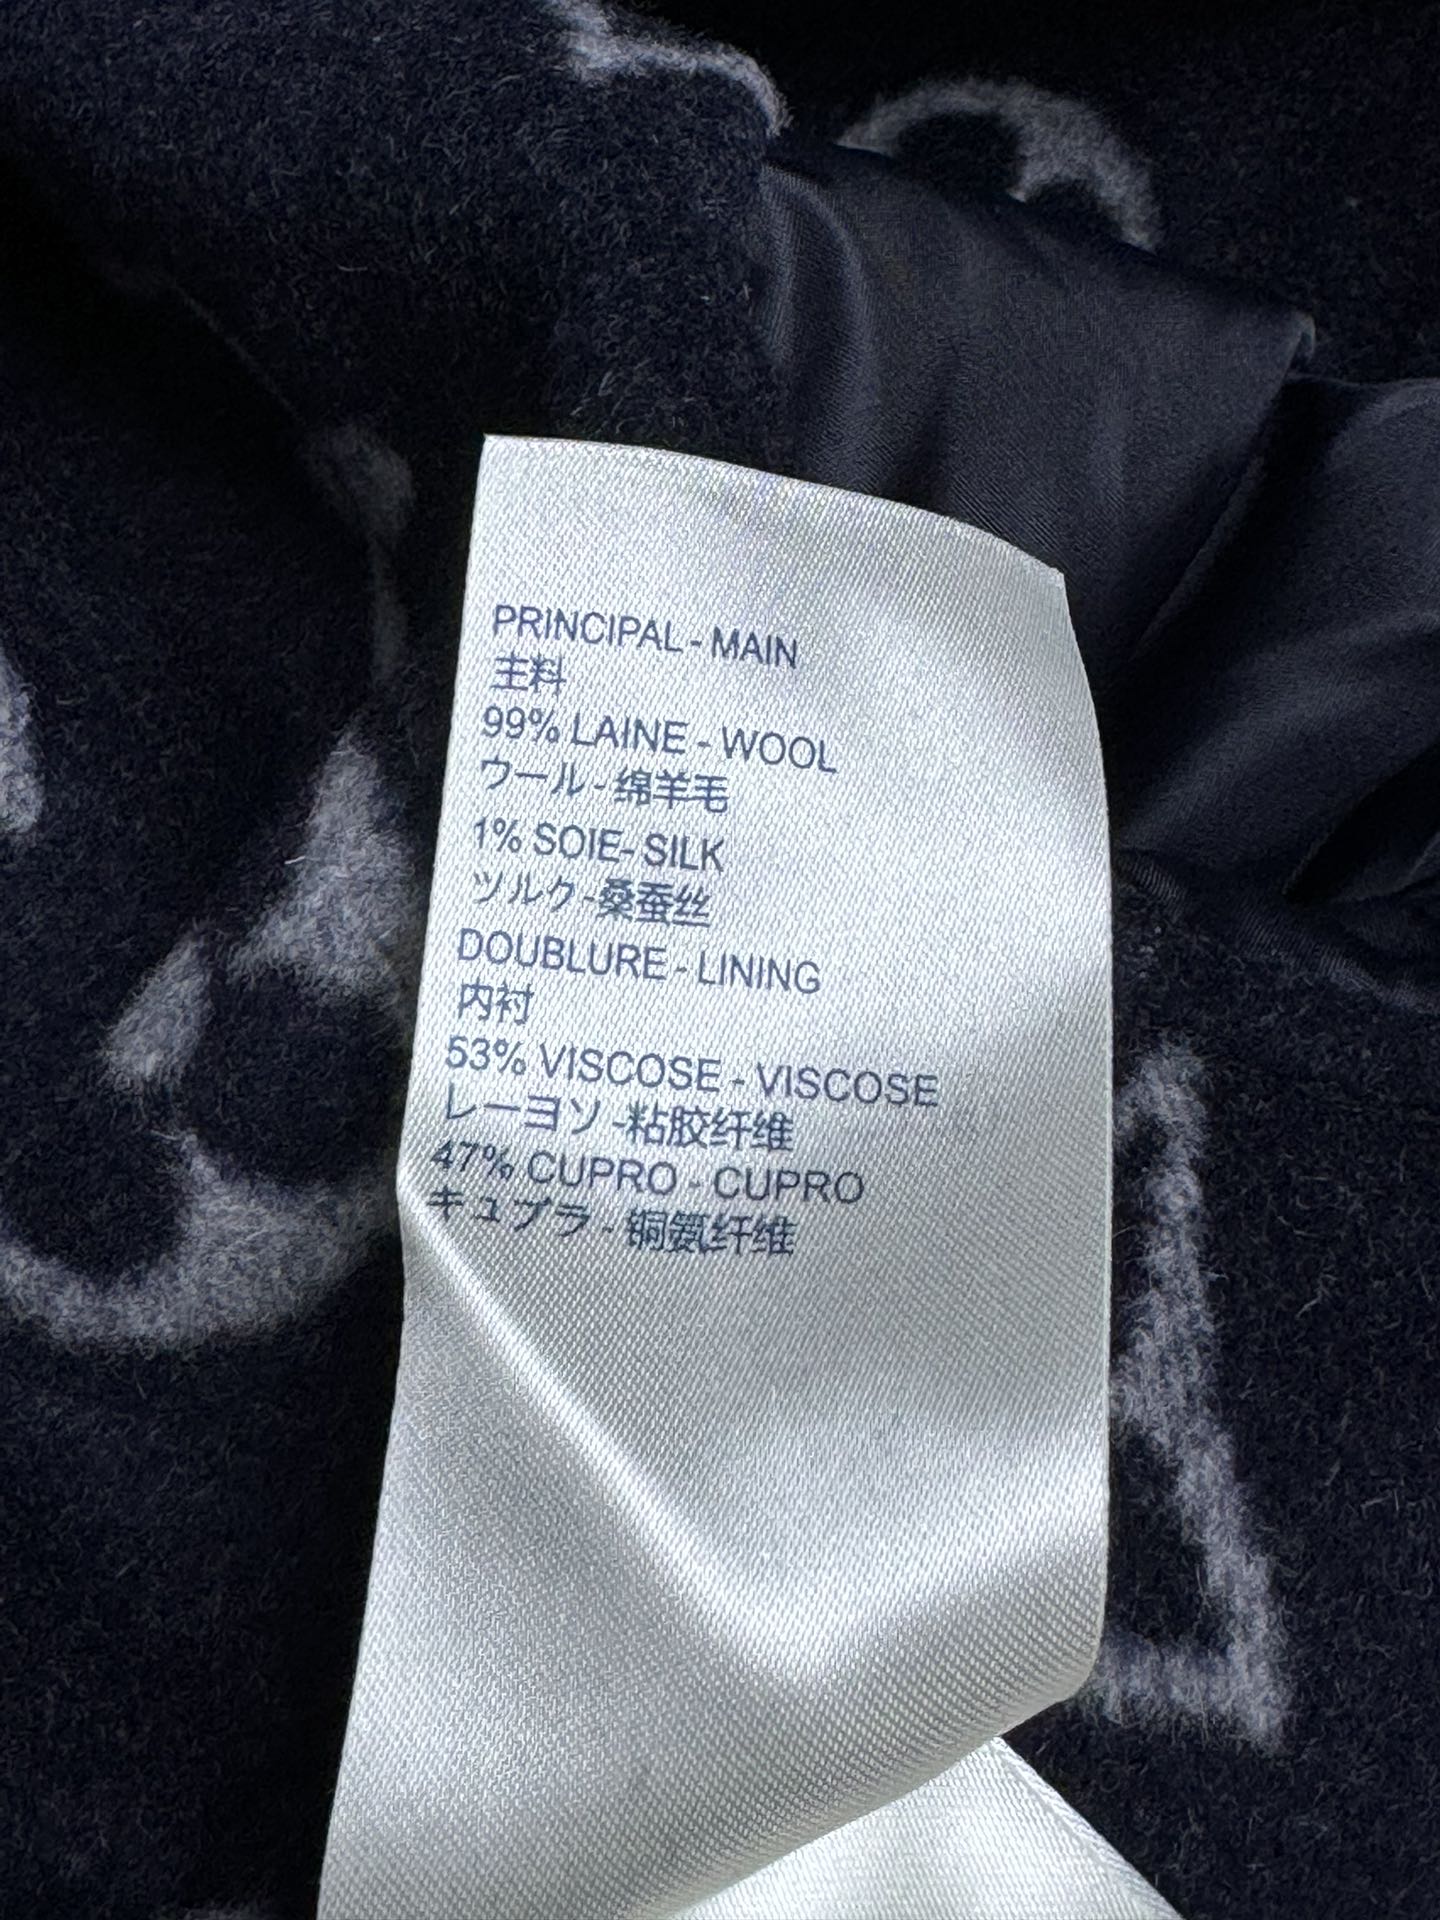 PRINCIPAL - MAIN
主料
99% LAINE - WOOL
ウール - 绵羊毛
1% SOIE- SILK
ツルク -桑蚕丝
DOUBLURE - LINING
内衬
53% VISCOSE - VISCOSE
レーヨソ -粘胶纤维
47% CUPRO - CUPRO
キュプラ - 铜氨纤维